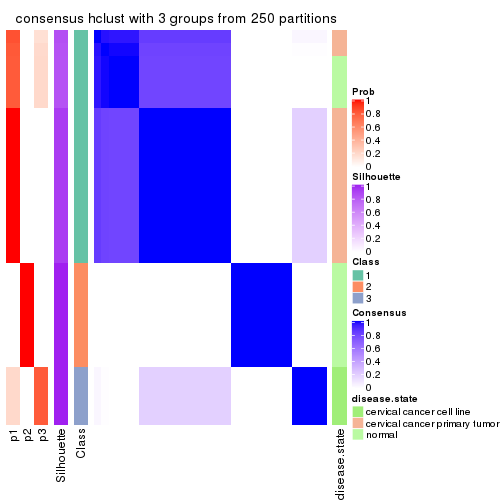 consensus hclust with 3 groups from 250 partitions
Prob
1
0.8
0.6
0.4
0.2
0
Silhouette
1
0.8
0.6
0.4
0.2
0
Class
1
2
3
Consensus
1
0.8
0.6
0.4
0.2
0
disease.state
cervical cancer cell line
cervical cancer primary tumor
normal
p1
p2
p3
Silhouette
Class
disease.state